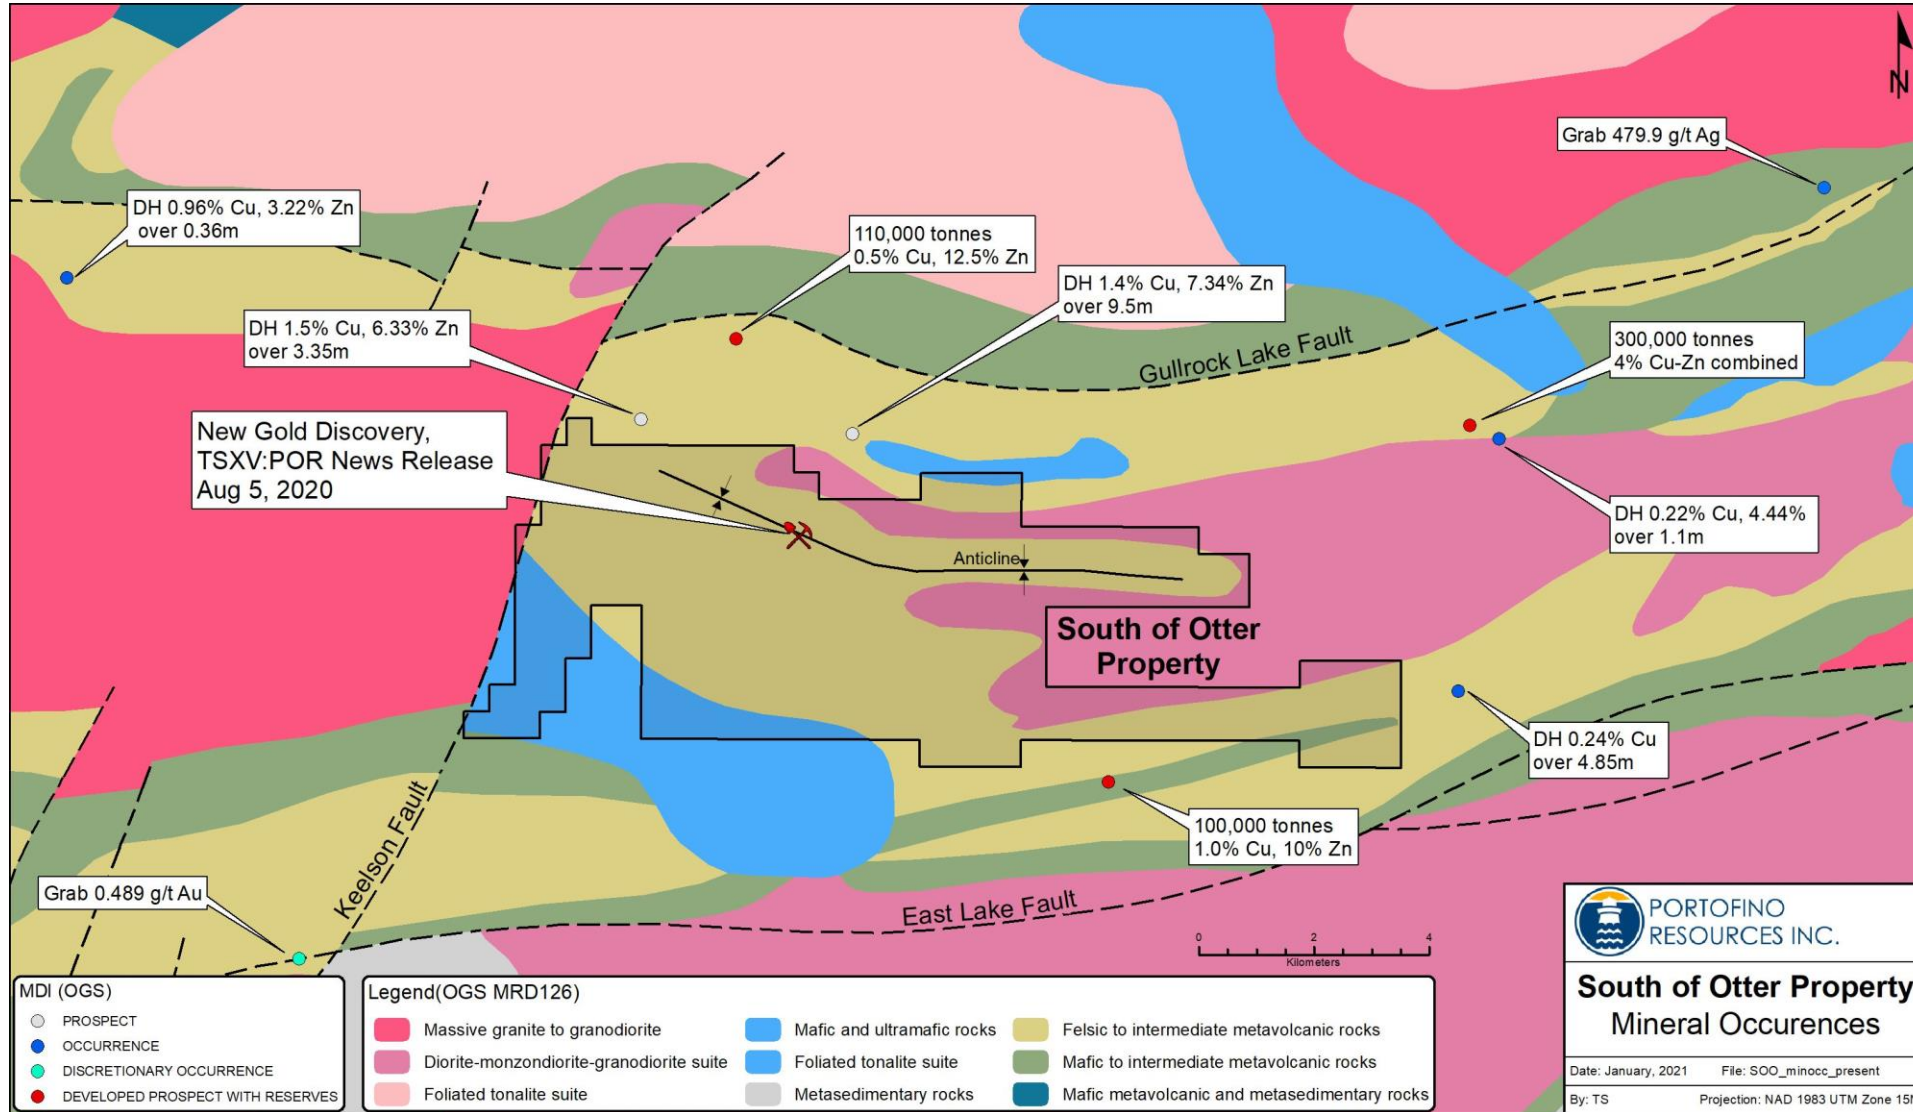 N
Grab 479.9 g/t Ag
DH 0.96% Cu, 3.22% Zn
over 0.36m
110,000 tonnes
0.5% Cu, 12.5% Zn
DH 1.4% Cu, 7.34% Zn
over 9.5m
DH 1.5% Cu, 6.33% Zn
over 3.35m
Gullrock Lake Fault
300,000 tonnes
4% Cu-Zn combined
New Gold Discovery,
TSXV:POR News Release
Aug 5, 2020
DH 0.22% Cu, 4.44%
over 1.1m
Anticline
South of Otter
Property
DH 0.24% Cu
over 4.85m
100,000 tonnes
1.0% Cu, 10% Zn
Keelson Fault
Grab 0.489 g/t Au
East Lake Fault
0 2 4
Kilometers
MDI (OGS)
PROSPECT
OCCURRENCE
DISCRETIONARY OCCURRENCE
DEVELOPED PROSPECT WITH RESERVES
Legend(OGS MRD126)
Massive granite to granodiorite
Diorite-monzondiorite-granodiorite suite
Foliated tonalite suite
Mafic and ultramafic rocks
Foliated tonalite suite
Metasedimentary rocks
Felsic to intermediate metavolcanic rocks
Mafic to intermediate metavolcanic rocks
Mafic metavolcanic and metasedimentary rocks
PORTOFINO
RESOURCES INC.
South of Otter Property
Mineral Occurences
Date: January, 2021 File: SOO_minocc_present
By: TS Projection: NAD 1983 UTM Zone 15N